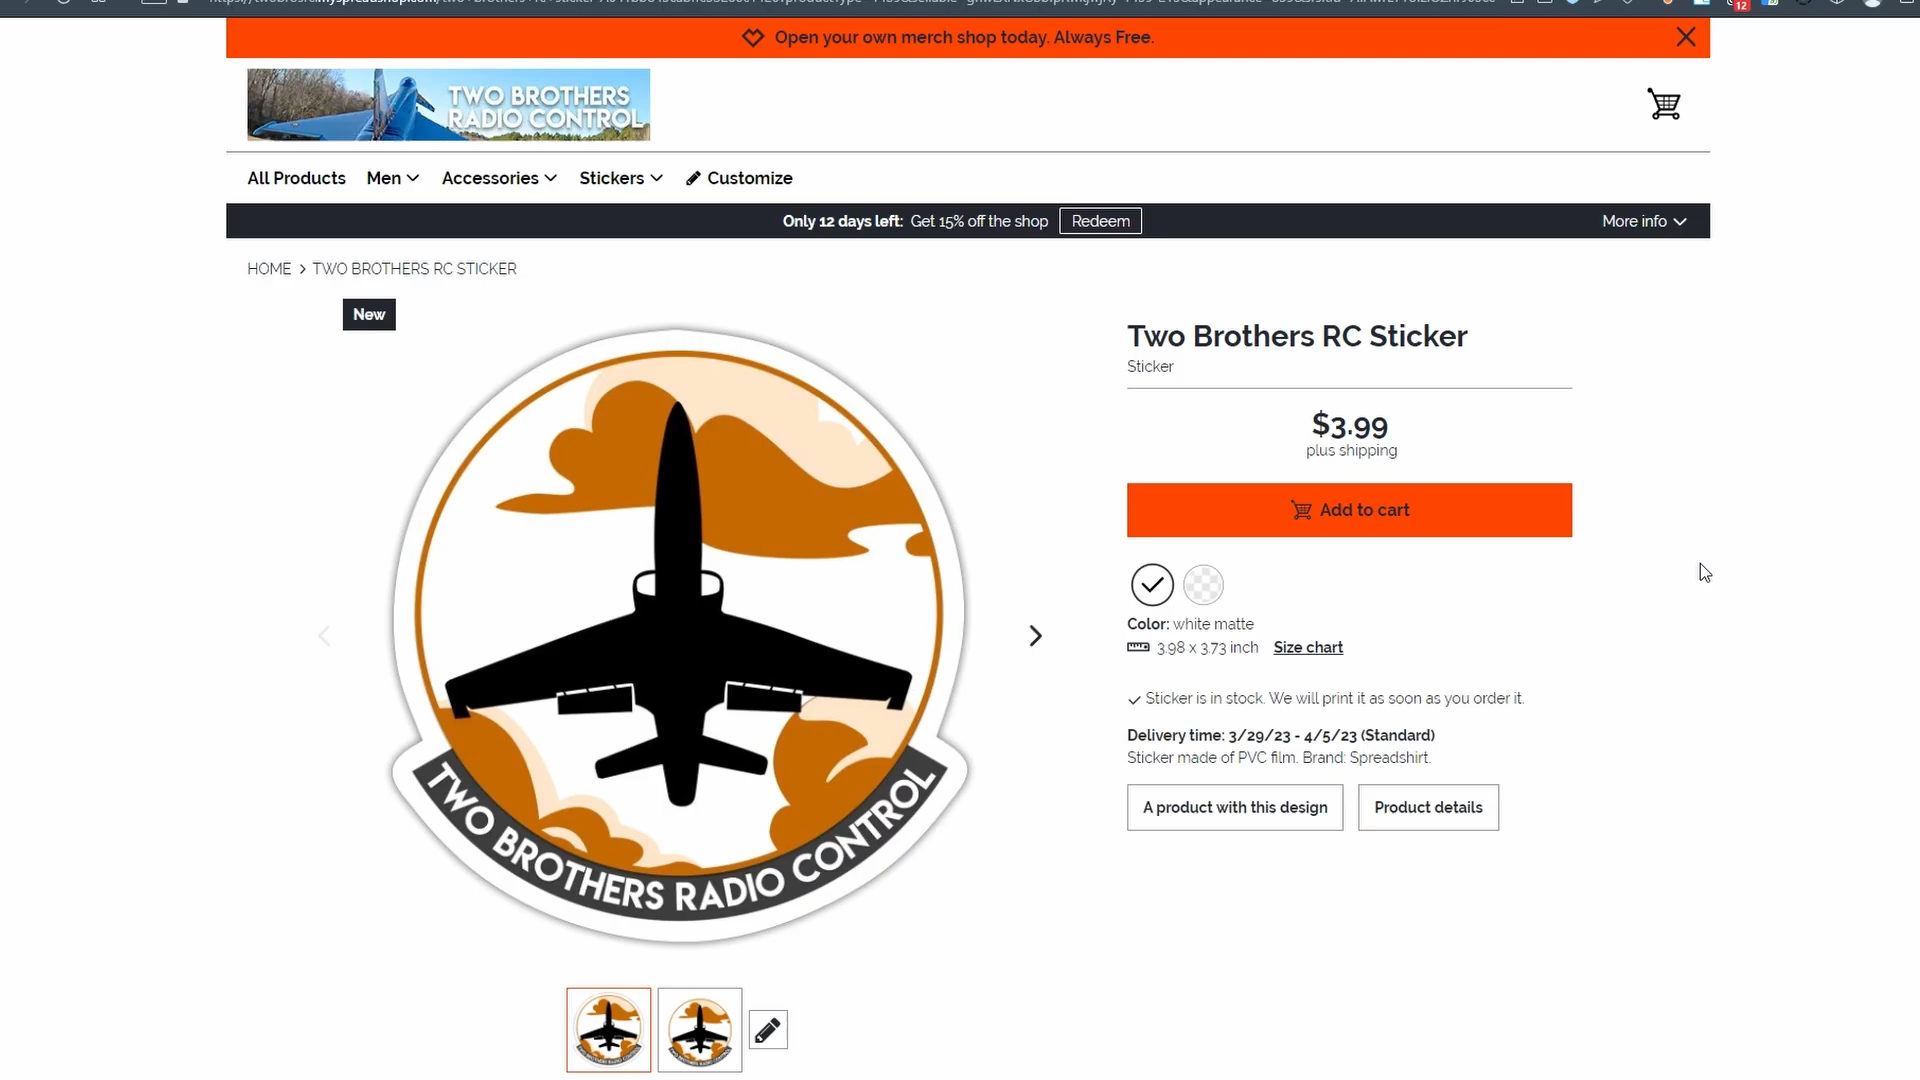 Open your own merch shop today. Always Free.
TWO BROTHERS
RADIO CONTROL
All Products Men Accessories Stickers Customize
Only 12 days left: Get 15% off the shop Redeem More info
HOME > TWO BROTHERS RC STICKER
New
Two Brothers RC Sticker
Sticker
$3.99
plus shipping
Add to cart
Color: white matte
3.98 x 3.73 inch Size chart
Sticker is in stock. We will print it as soon as you order it.
Delivery time: 3/29/23 - 4/5/23 (Standard)
Sticker made of PVC film. Brand: Spreadshirt.
A product with this design Product details
TWO BROTHERS RADIO CONTROL
12